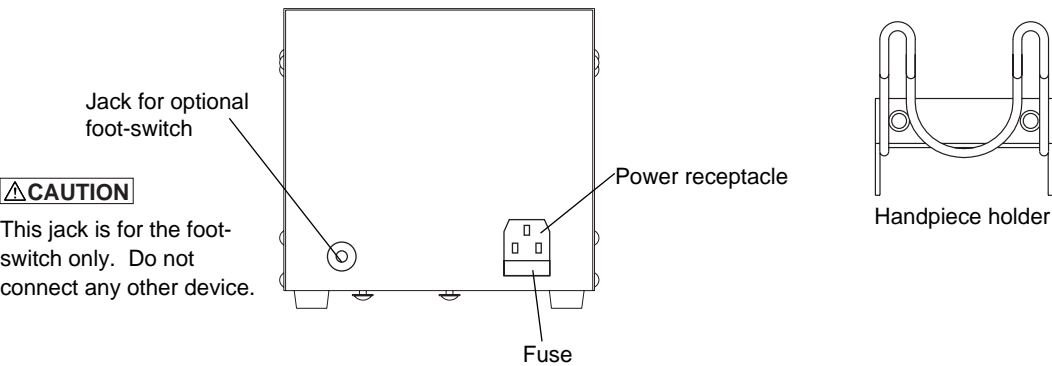 Jack for optional
foot-switch
⚠CAUTION
This jack is for the foot-
switch only.  Do not
connect any other device.
Power receptacle
Fuse
Handpiece holder